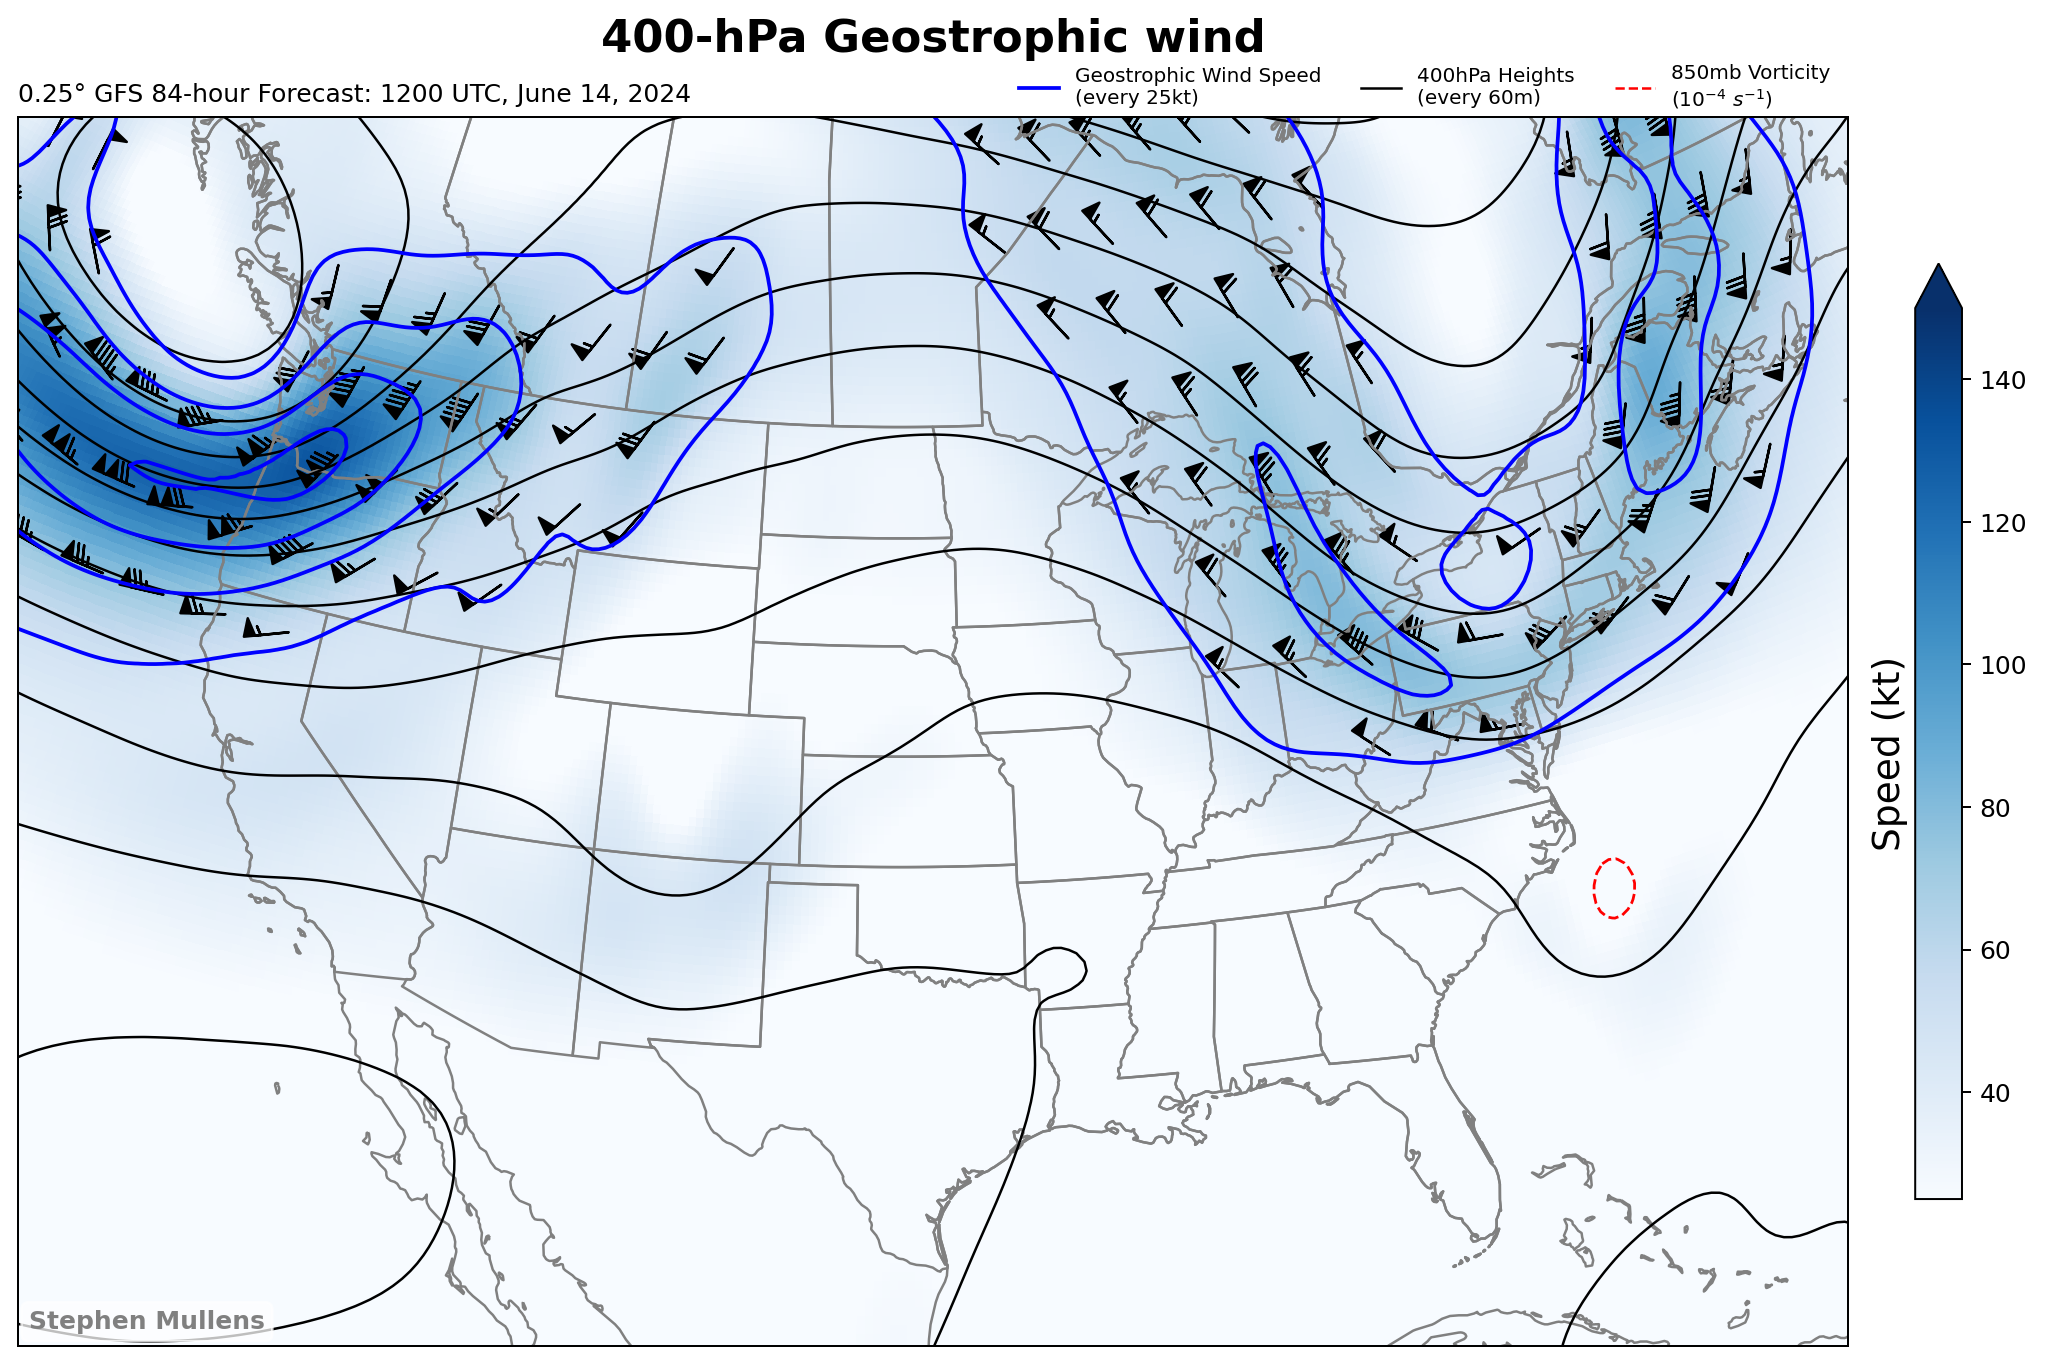 400-hPa Geostrophic wind
0.25° GFS 84-hour Forecast: 1200 UTC, June 14, 2024
Geostrophic Wind Speed
(every 25kt)
400hPa Heights
(every 60m)
850mb Vorticity
(10⁻⁴ s⁻¹)
140
120
100
80
60
40
Speed (kt)
Stephen Mullens